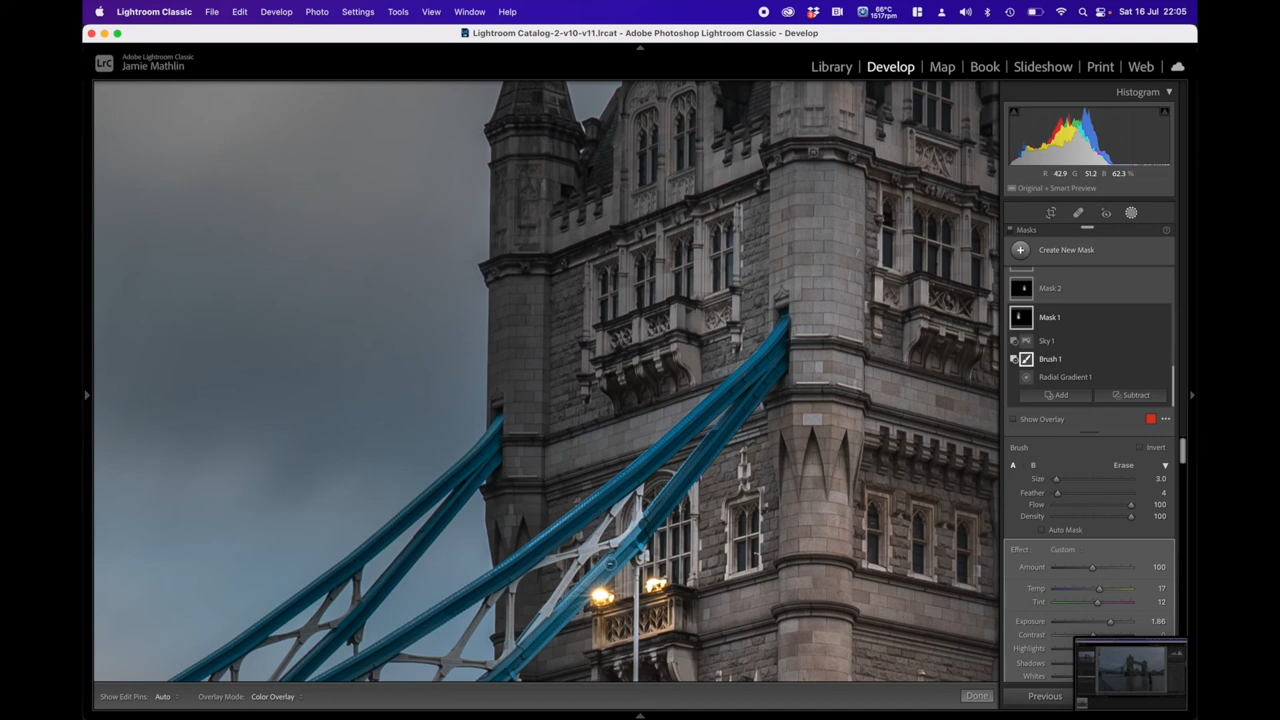 Lightroom Classic File Edit Develop Photo Settings Tools View Window Help 66°C 1517rpm Sat 16 Jul 22:05
Lightroom Catalog-2-v10-v11.lrcat - Adobe Photoshop Lightroom Classic - Develop
LrC Adobe Lightroom Classic
Jamie Mathlin
Library Develop Map Book Slideshow Print Web
Histogram
R 42.9 G 51.2 B 62.3 %
Original + Smart Preview
Masks
Create New Mask
Mask 2
Mask 1
Sky 1
Brush 1
Radial Gradient 1
Add Subtract
Show Overlay
Brush Invert
A B Erase
Size 3.0
Feather 4
Flow 100
Density 100
Auto Mask
Effect: Custom
Amount 100
Temp 17
Tint 12
Exposure 1.86
Contrast
Highlights
Shadows
Whites
Show Edit Pins: Auto Overlay Mode: Color Overlay Done Previous